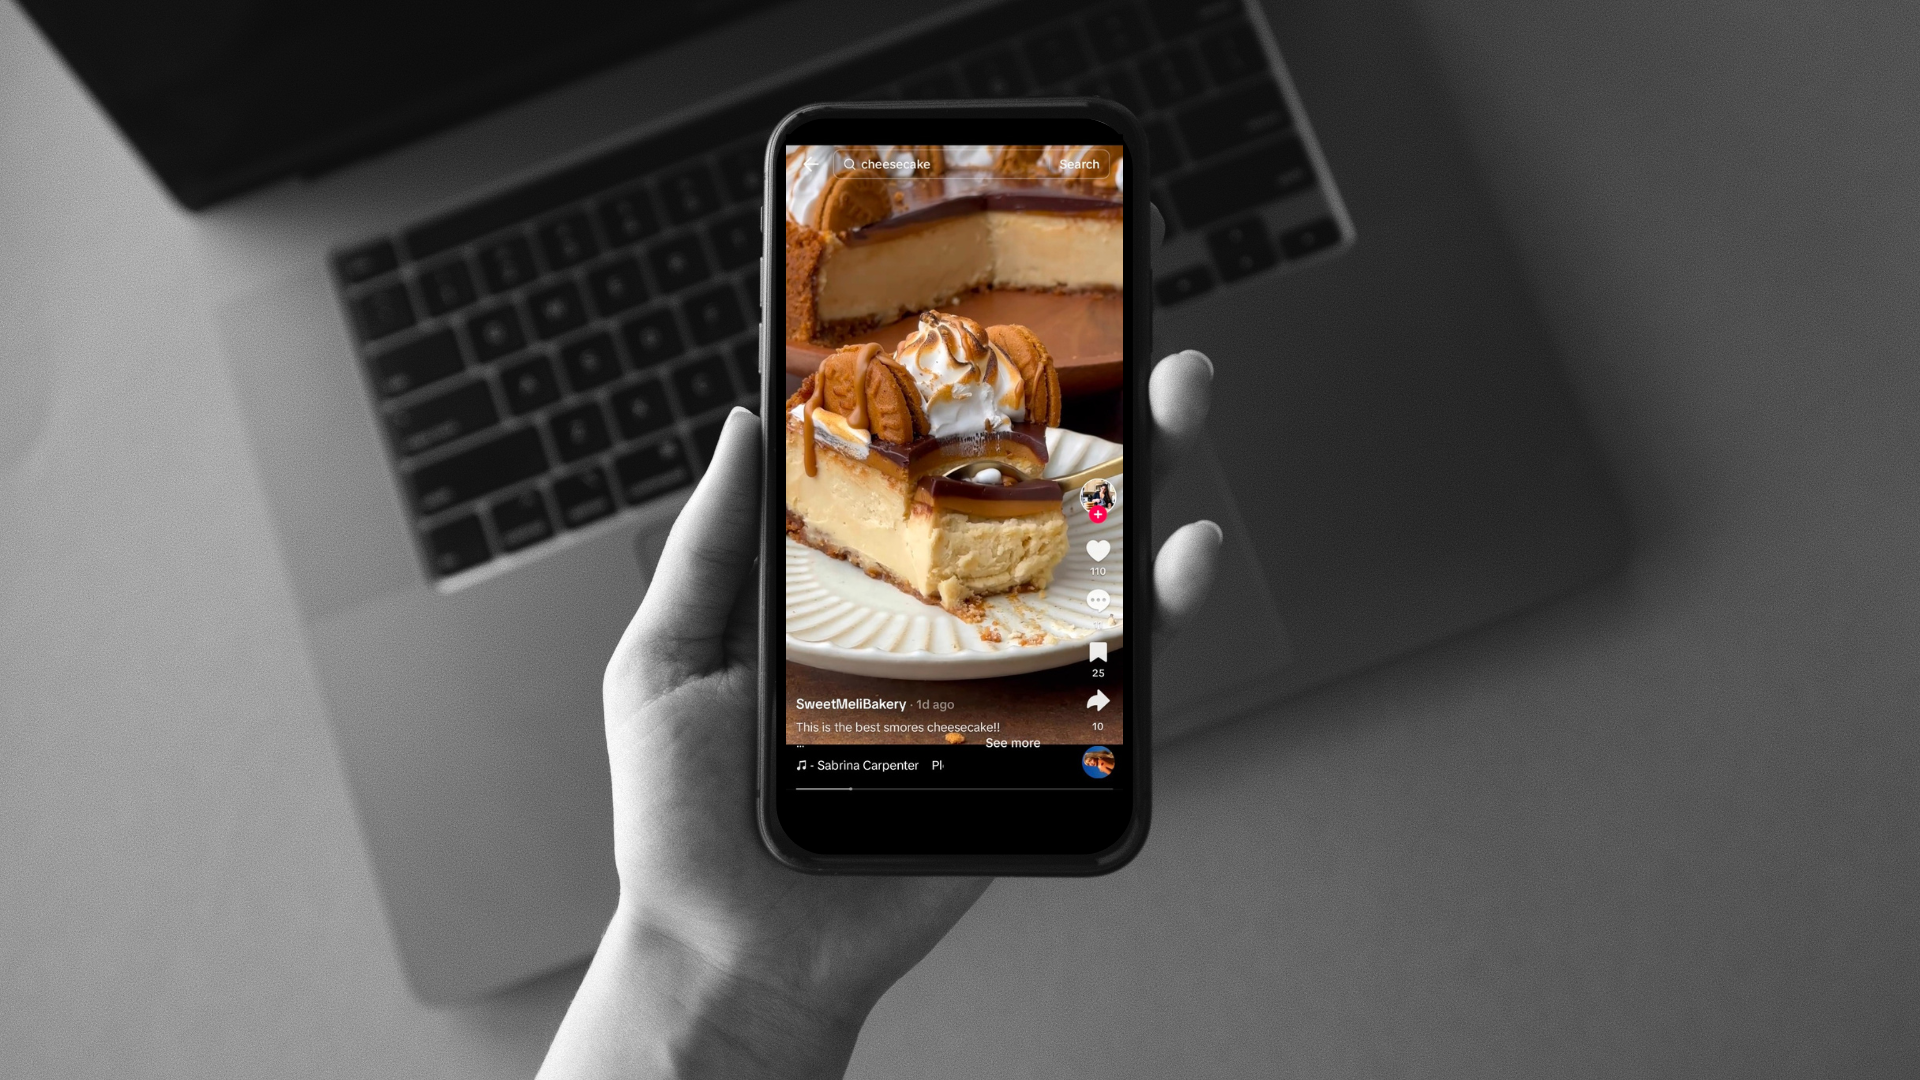 cheesecake Search
110
25
SweetMeliBakery · 1d ago
10
This is the best smores cheesecake!!
... See more
- Sabrina Carpenter Pl